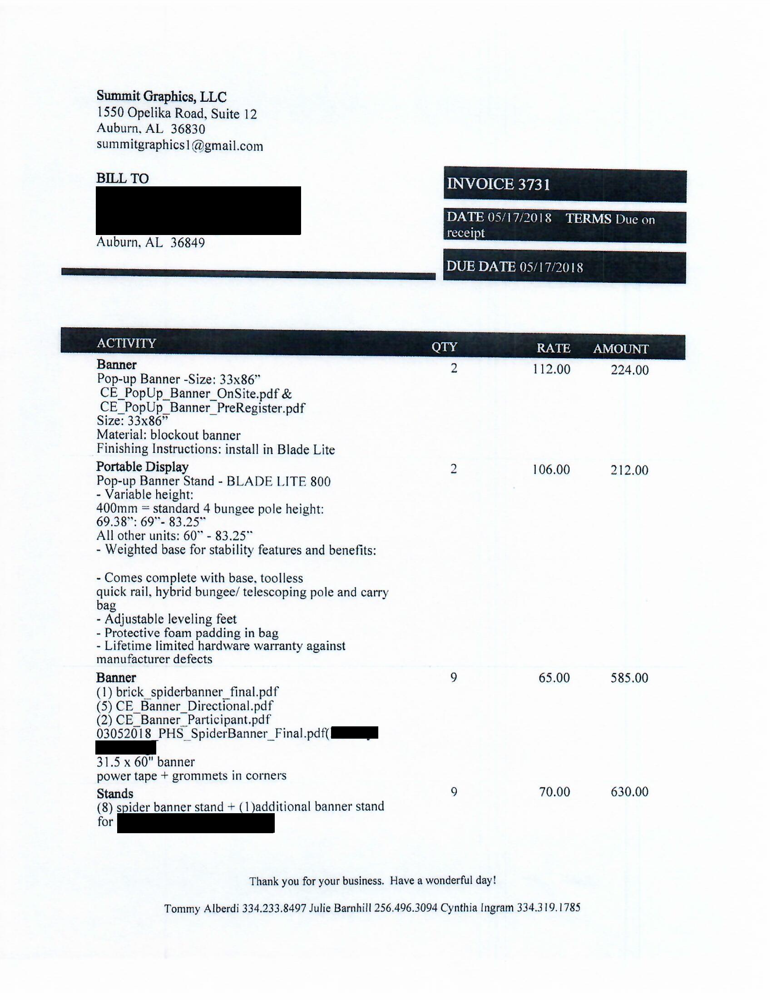 Summit Graphics, LLC
1550 Opelika Road, Suite 12
Auburn, AL 36830
summitgraphics1@gmail.com
BILL TO
Auburn, AL 36849
INVOICE 3731
DATE 05/17/2018 TERMS Due on
receipt
DUE DATE 05/17/2018
ACTIVITY QTY RATE AMOUNT
Banner 2 112.00 224.00
Pop-up Banner -Size: 33x86”
CE_PopUp_Banner_OnSite.pdf &
CE_PopUp_Banner_PreRegister.pdf
Size: 33x86”
Material: blockout banner
Finishing Instructions: install in Blade Lite
Portable Display 2 106.00 212.00
Pop-up Banner Stand - BLADE LITE 800
- Variable height:
400mm = standard 4 bungee pole height:
69.38”: 69”- 83.25”
All other units: 60” - 83.25”
- Weighted base for stability features and benefits:
- Comes complete with base, toolless
quick rail, hybrid bungee/ telescoping pole and carry
bag
- Adjustable leveling feet
- Protective foam padding in bag
- Lifetime limited hardware warranty against
manufacturer defects
Banner 9 65.00 585.00
(1) brick_spiderbanner_final.pdf
(5) CE_Banner_Directional.pdf
(2) CE_Banner_Participant.pdf
03052018_PHS_SpiderBanner_Final.pdf(
31.5 x 60" banner
power tape + grommets in corners
Stands 9 70.00 630.00
(8) spider banner stand + (1)additional banner stand
for
Thank you for your business. Have a wonderful day!
Tommy Alberdi 334.233.8497 Julie Barnhill 256.496.3094 Cynthia Ingram 334.319.1785